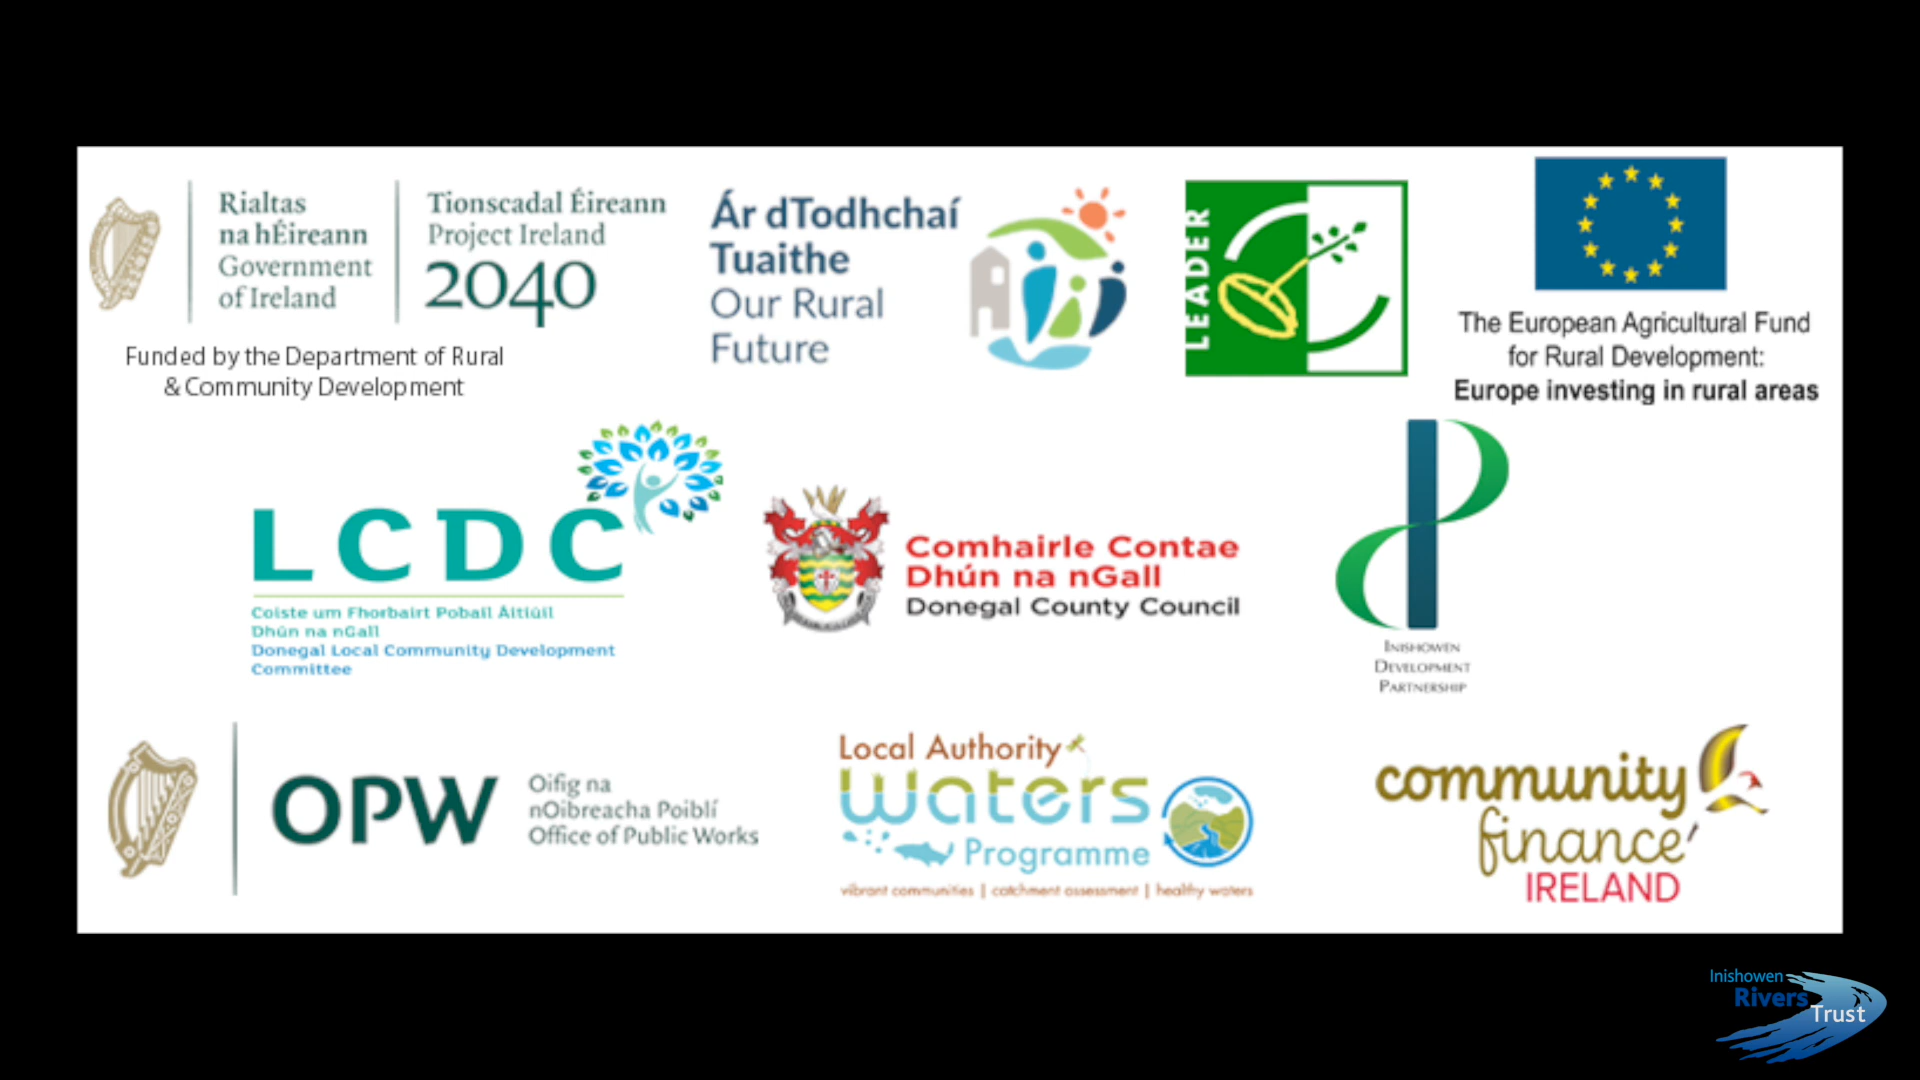 Rialtas
na hÉireann
Government
of Ireland
Tionscadal Éireann
Project Ireland
2040
Funded by the Department of Rural
& Community Development
Ár dTodhchaí
Tuaithe
Our Rural
Future
LEADER
The European Agricultural Fund
for Rural Development:
Europe investing in rural areas
LCDC
Coiste um Fhorbairt Pobail Áitiúil
Dhún na nGall
Donegal Local Community Development
Committee
Comhairle Contae
Dhún na nGall
Donegal County Council
Inishowen
Development
Partnership
OPW
Oifig na
nOibreacha Poiblí
Office of Public Works
Local Authority
Waters
Programme
vibrant communities | catchment assessment | healthy waters
community
finance
IRELAND
Inishowen
Rivers
Trust